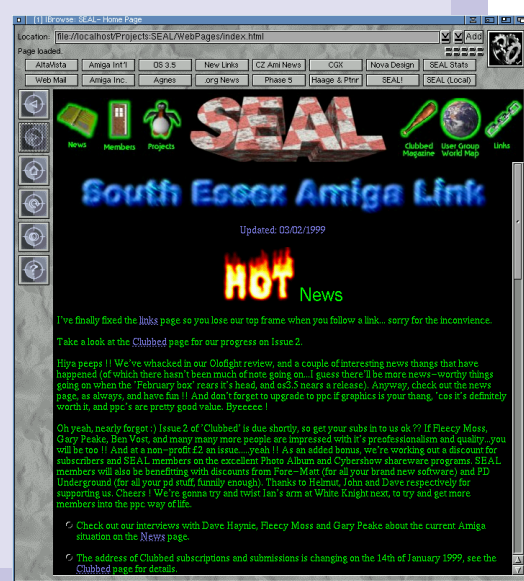 [1] IBrowse: SEAL- Home Page
Location: file://localhost/Projects:SEAL/WebPages/index.html Add
Page loaded.
AltaVista Amiga Int'l OS 3.5 New Links CZ Ami News CGX Nova Design SEAL Stats
Web Mail Amiga Inc. Agnes .org News Phase 5 Haage & Ptnr SEAL! SEAL (Local)
News Members Projects SEAL Clubbed Magazine User Group World Map Links
South Essex Amiga Link
Updated: 03/02/1999
HOT News
I've finally fixed the links page so you lose our top frame when you follow a link... sorry for the inconvience.
Take a look at the Clubbed page for our progress on Issue 2.
Hiya peeps !! We've whacked in our Olofight review, and a couple of interesting news thangs that have
happened (of which there hasn't been much of note going on...I guess there'll be more news-worthy things
going on when the 'February box' rears it's head, and os3.5 nears a release). Anyway, check out the news
page, as always, and have fun !! And don't forget to upgrade to ppc if graphics is your thang, 'cos it's definitely
worth it, and ppc's are pretty good value. Byeeeee !
Oh yeah, nearly forgot :) Issue 2 of 'Clubbed' is due shortly, so get your subs in to us ok ?? If Fleecy Moss,
Gary Peake, Ben Vost, and many many more people are impressed with it's preofessionalism and quality...you
will be too !! And at a non-profit £2 an issue.....yeah !! As an added bonus, we're working out a discount for
subscribers and SEAL members on the excellent Photo Album and Cybershow shareware programs. SEAL
members will also be benefiting with discounts from Fore-Matt (for all your brand new software) and PD
Underground (for all your pd stuff, funnily enough). Thanks to Helmut, John and Dave respectively for
supporting us. Cheers ! We're gonna try and twist Ian's arm at White Knight next, to try and get more
members into the ppc way of life.
Check out our interviews with Dave Haynie, Fleecy Moss and Gary Peake about the current Amiga
situation on the News page.
The address of Clubbed subscriptions and submissions is changing on the 14th of January 1999, see the
Clubbed page for details.